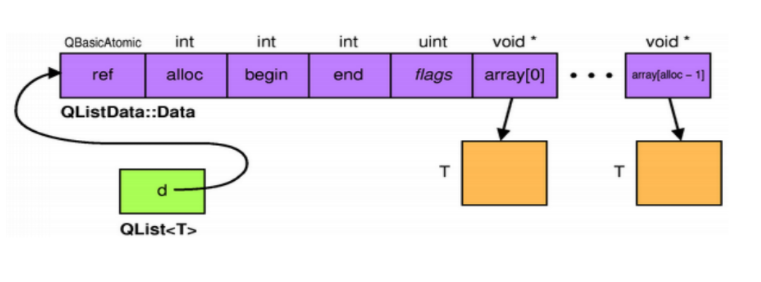 QBasicAtomic int int int uint void * void *
ref alloc begin end flags array[0] • • • array[alloc – 1]
QListData::Data
T T
d
QList<T>